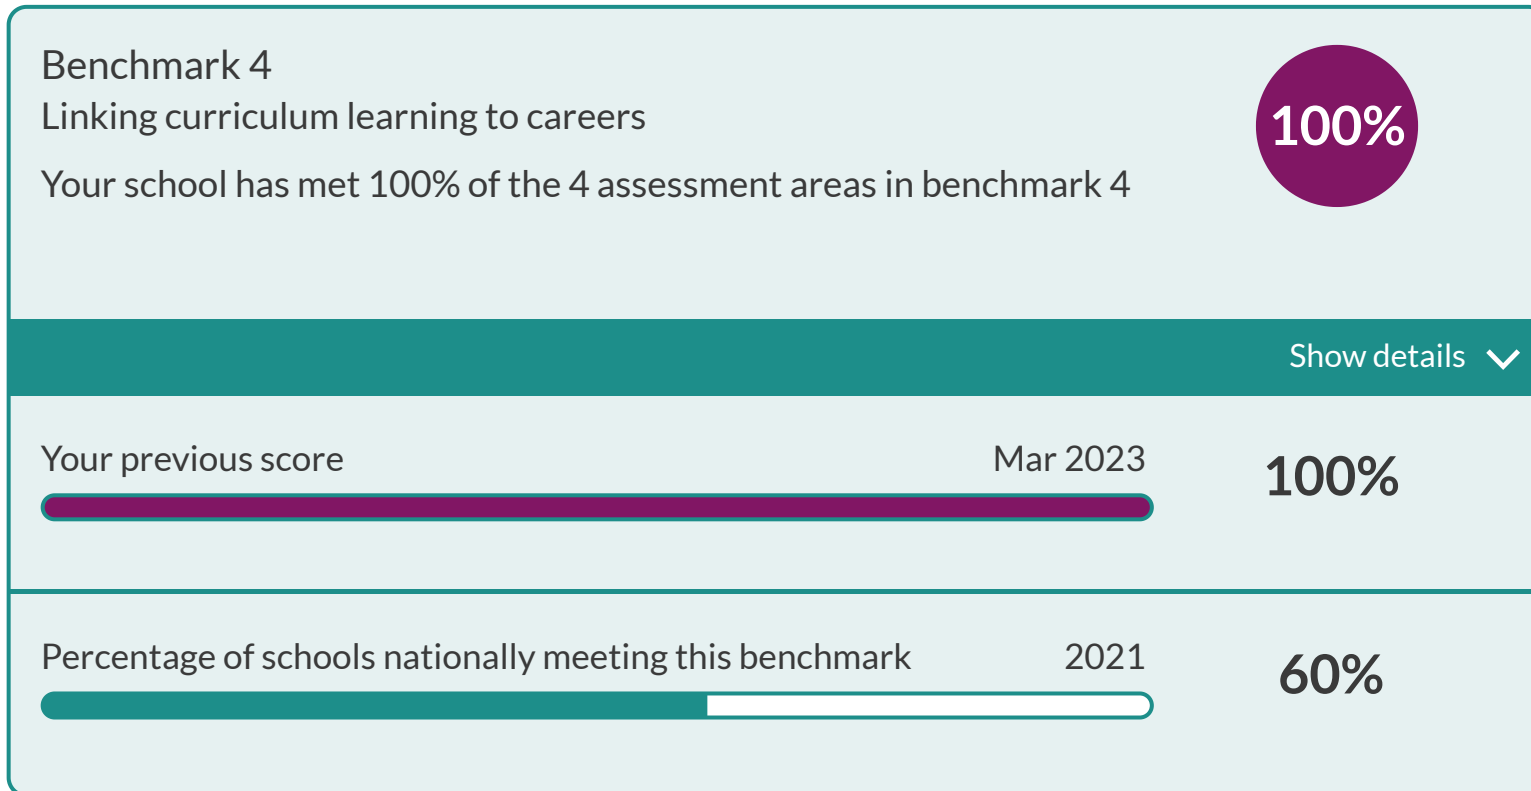 Benchmark 4
Linking curriculum learning to careers
100%
Your school has met 100% of the 4 assessment areas in benchmark 4
Show details
Your previous score Mar 2023 100%
Percentage of schools nationally meeting this benchmark 2021 60%